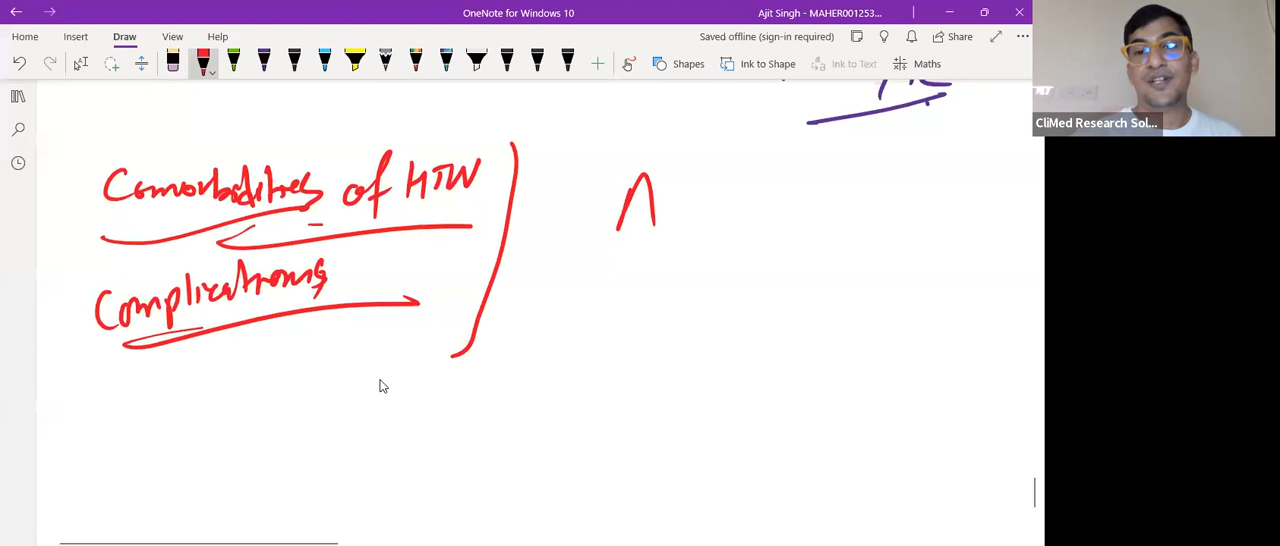 OneNote for Windows 10
Ajit Singh - MAHER001253...
Home Insert Draw View Help
Saved offline (sign-in required)
Share
Shapes
Ink to Shape
Ink to Text
Maths
CliMed Research Sol...
Comorbidities of HTN
Complications